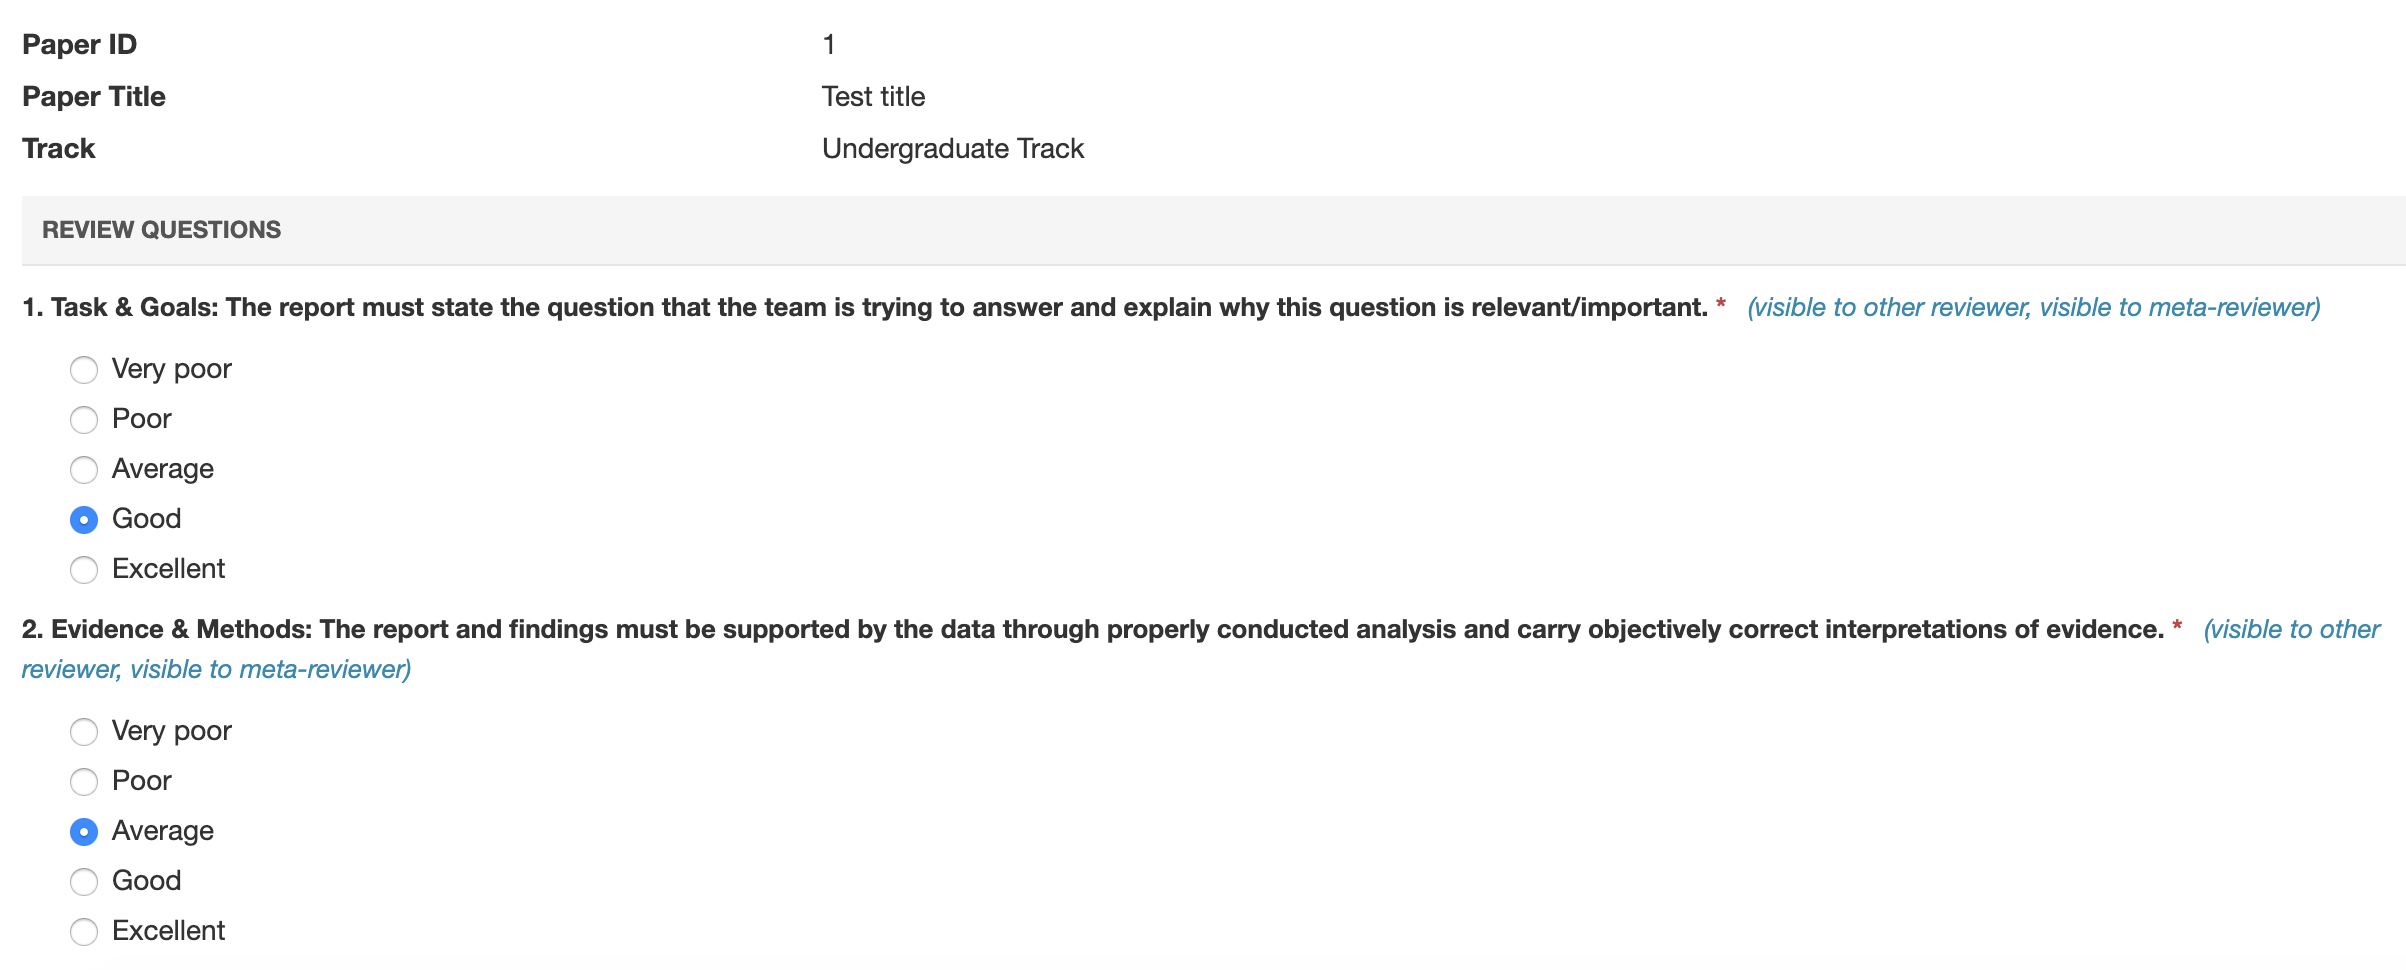 Paper ID 1
Paper Title Test title
Track Undergraduate Track
REVIEW QUESTIONS
1. Task & Goals: The report must state the question that the team is trying to answer and explain why this question is relevant/important. * (visible to other reviewer, visible to meta-reviewer)
Very poor
Poor
Average
Good
Excellent
2. Evidence & Methods: The report and findings must be supported by the data through properly conducted analysis and carry objectively correct interpretations of evidence. * (visible to other
reviewer, visible to meta-reviewer)
Very poor
Poor
Average
Good
Excellent